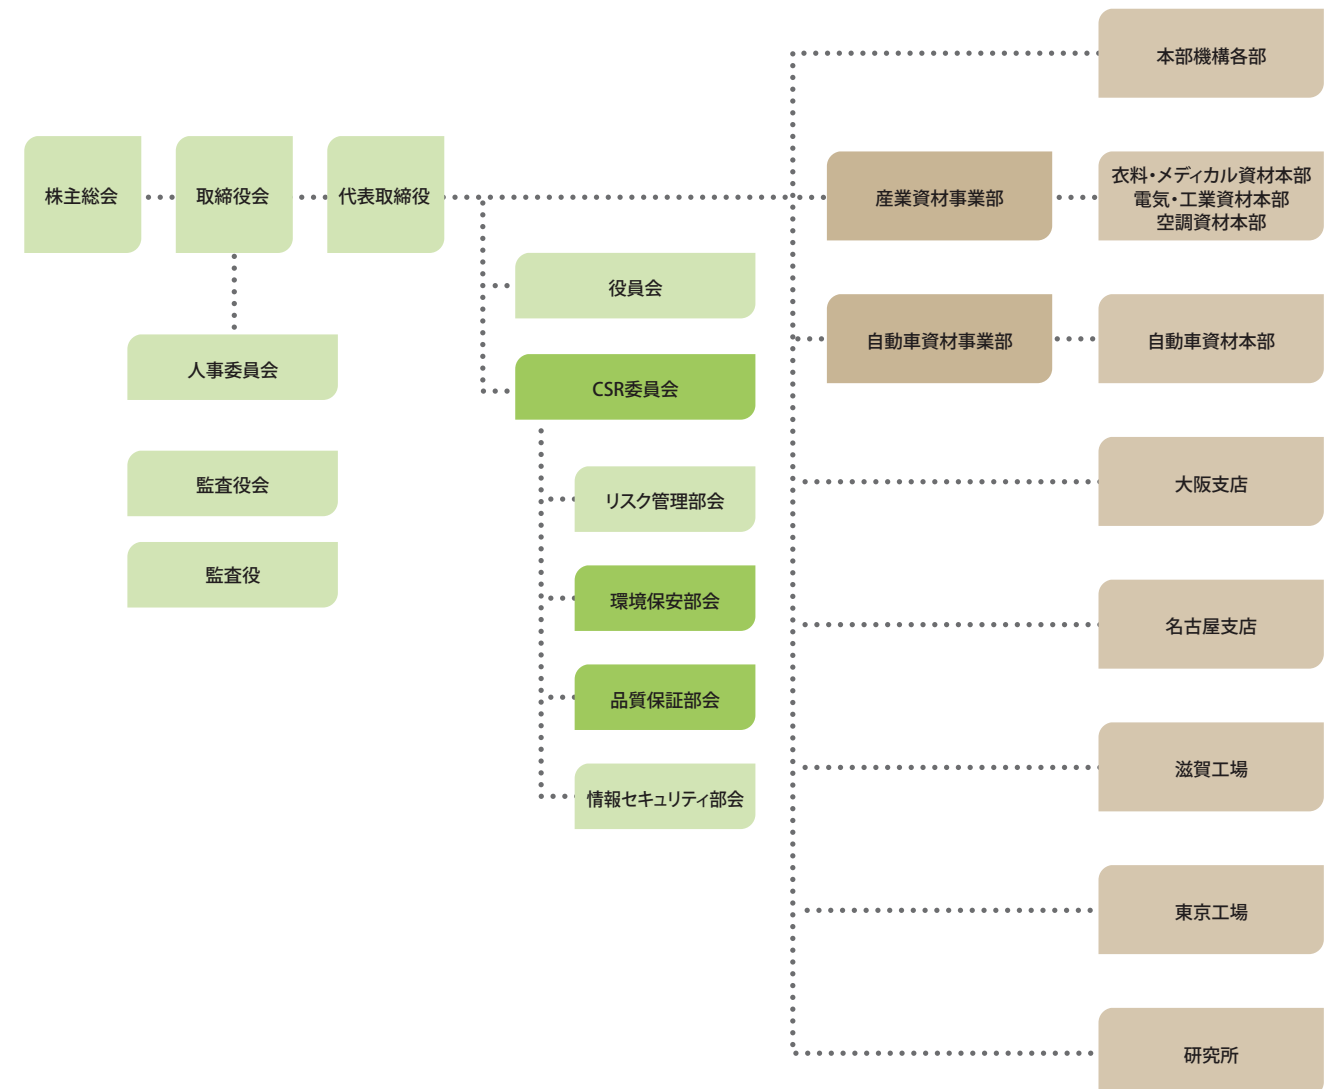 株主総会
取締役会
代表取締役
人事委員会
監査役会
監査役
役員会
CSR委員会
リスク管理部会
環境保安部会
品質保証部会
情報セキュリティ部会
本部機構各部
産業資材事業部
衣料・メディカル資材本部
電気・工業資材本部
空調資材本部
自動車資材事業部
自動車資材本部
大阪支店
名古屋支店
滋賀工場
東京工場
研究所